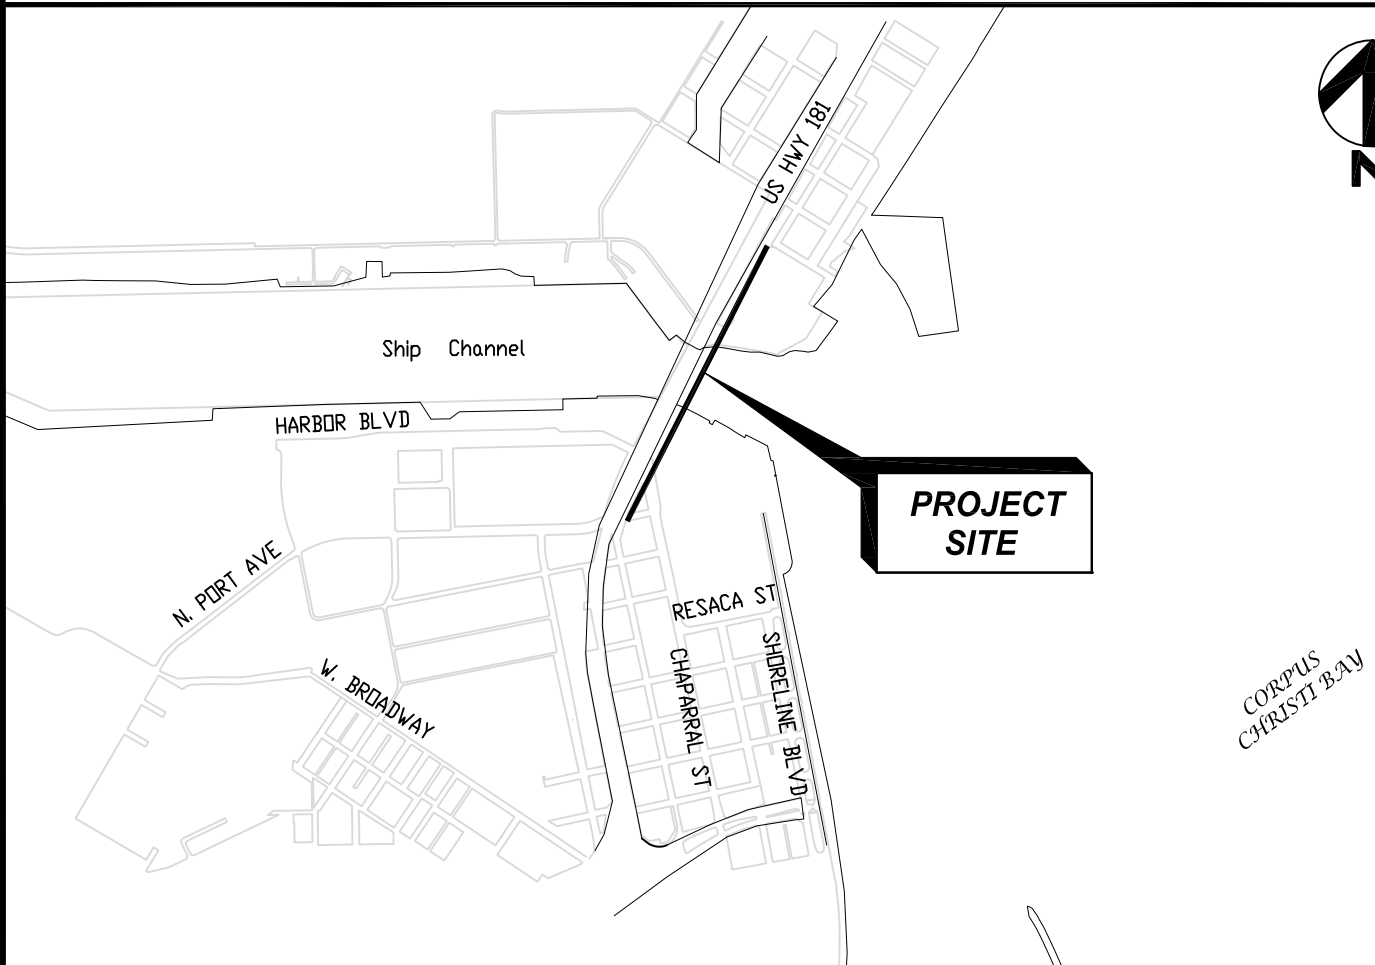 US HWY 181
N
Ship Channel
HARBOR BLVD
PROJECT
SITE
N. PORT AVE
RESACA ST
W. BROADWAY
CHAPARRAL ST
SHORELINE BLVD
CORPUS
CHRISTI BAY